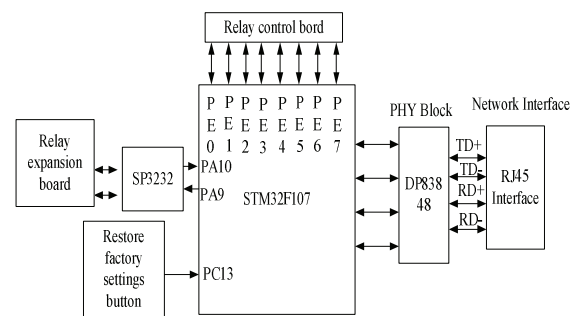 Relay control bord
P P P P P P P P
E E E E E E E E
0 1 2 3 4 5 6 7
PHY Block
Network Interface
Relay
expansion
board
SP3232
PA10
PA9
STM32F107
DP838
48
TD+
TD-
RD+
RD-
RJ45
Interface
Restore
factory
settings
button
PC13